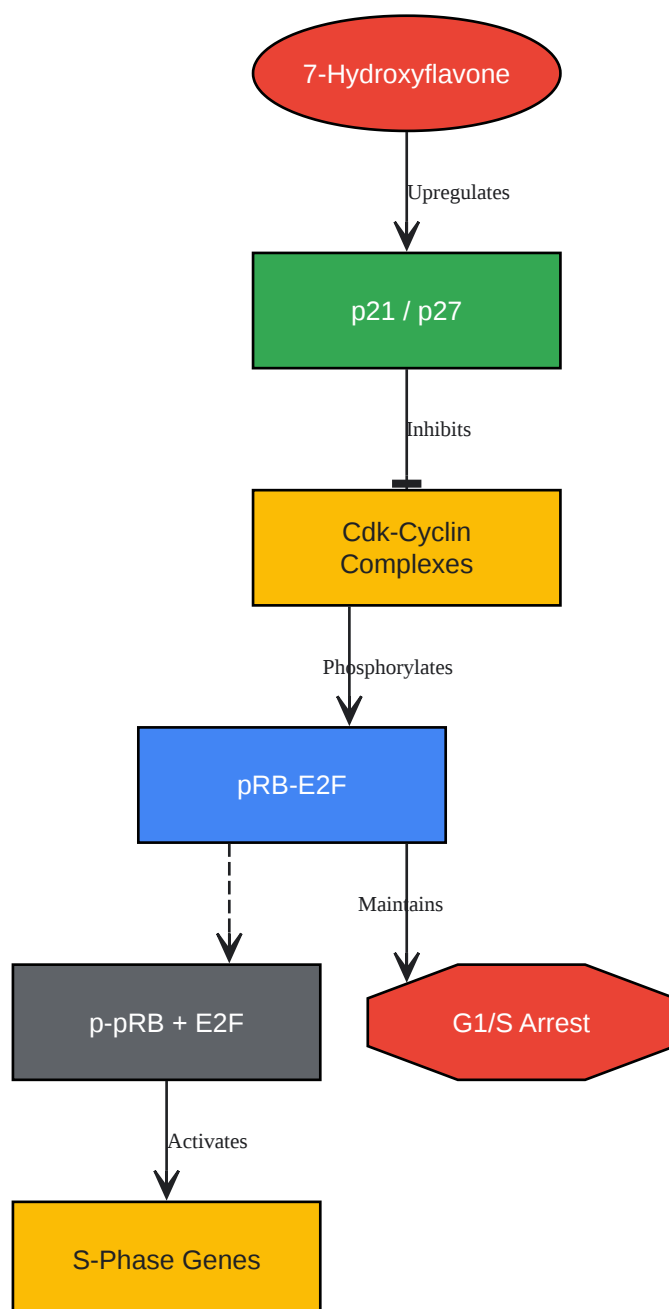 7-Hydroxyflavone
Upregulates
p21 / p27
Inhibits
Cdk-Cyclin
Complexes
Phosphorylates
pRB-E2F
Maintains
p-pRB + E2F
G1/S Arrest
Activates
S-Phase Genes